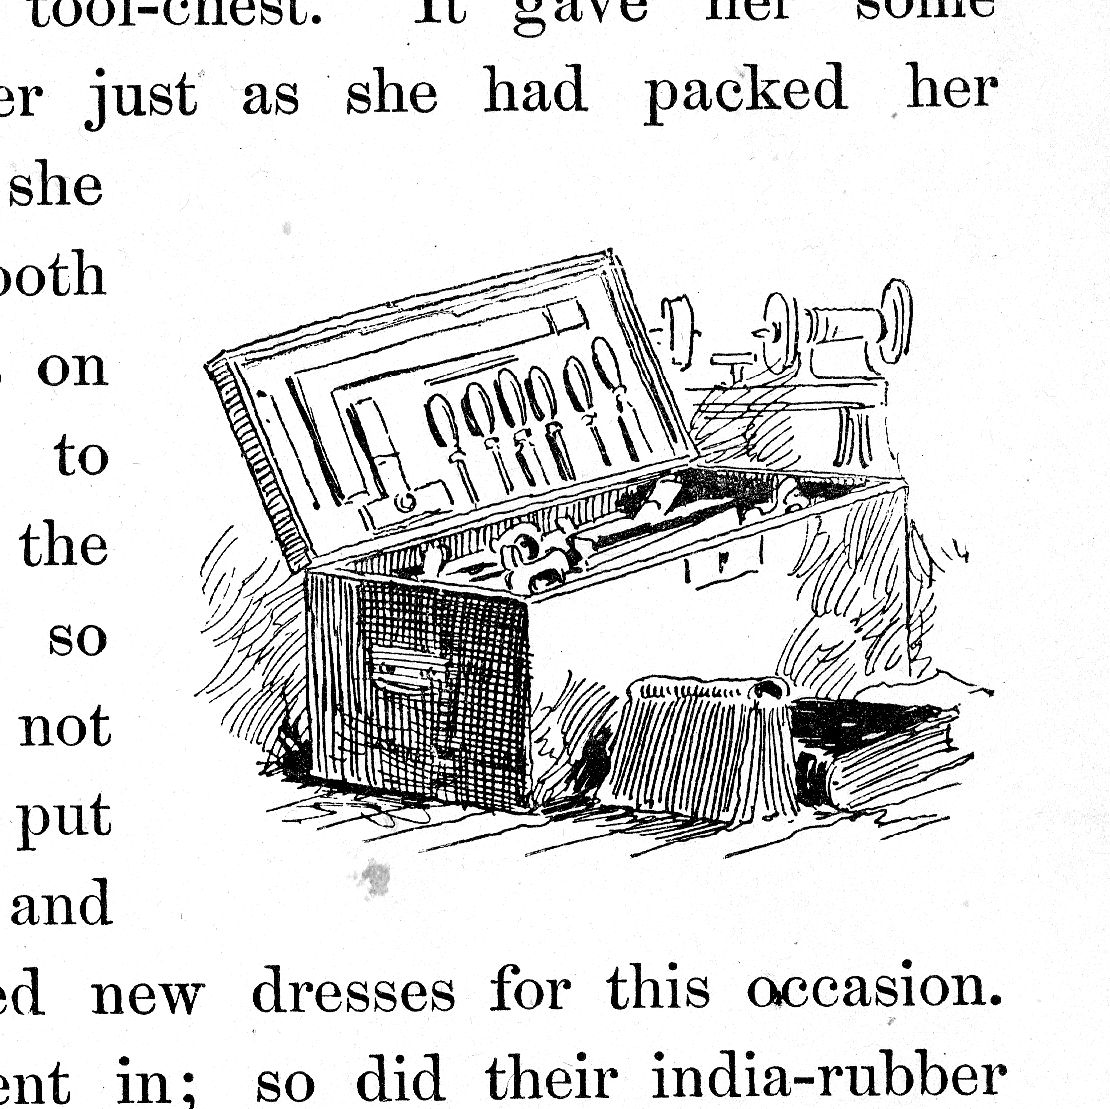 tool-chest. It gave her some
er just as she had packed her
she
ooth
on
to
the
so
not
put
and
ed new dresses for this occasion.
ent in; so did their india-rubber